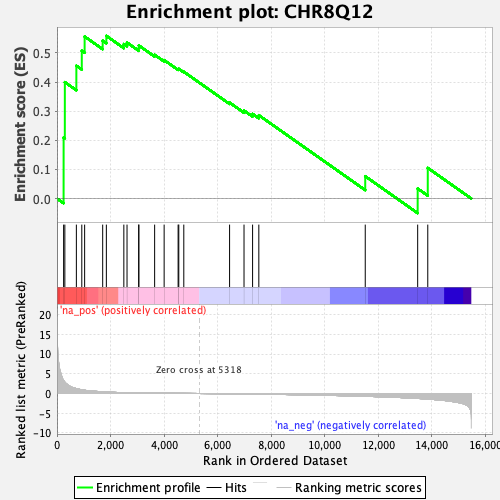 Enrichment plot: CHR8Q12
Enrichment score (ES)
0.5
0.4
0.3
0.2
0.1
0.0
'na_pos' (positively correlated)
Ranked list metric (PreRanked)
20
15
10
5
0
-5
-10
Zero cross at 5318
'na_neg' (negatively correlated)
0 2,000 4,000 6,000 8,000 10,000 12,000 14,000 16,000
Rank in Ordered Dataset
Enrichment profile Hits Ranking metric scores